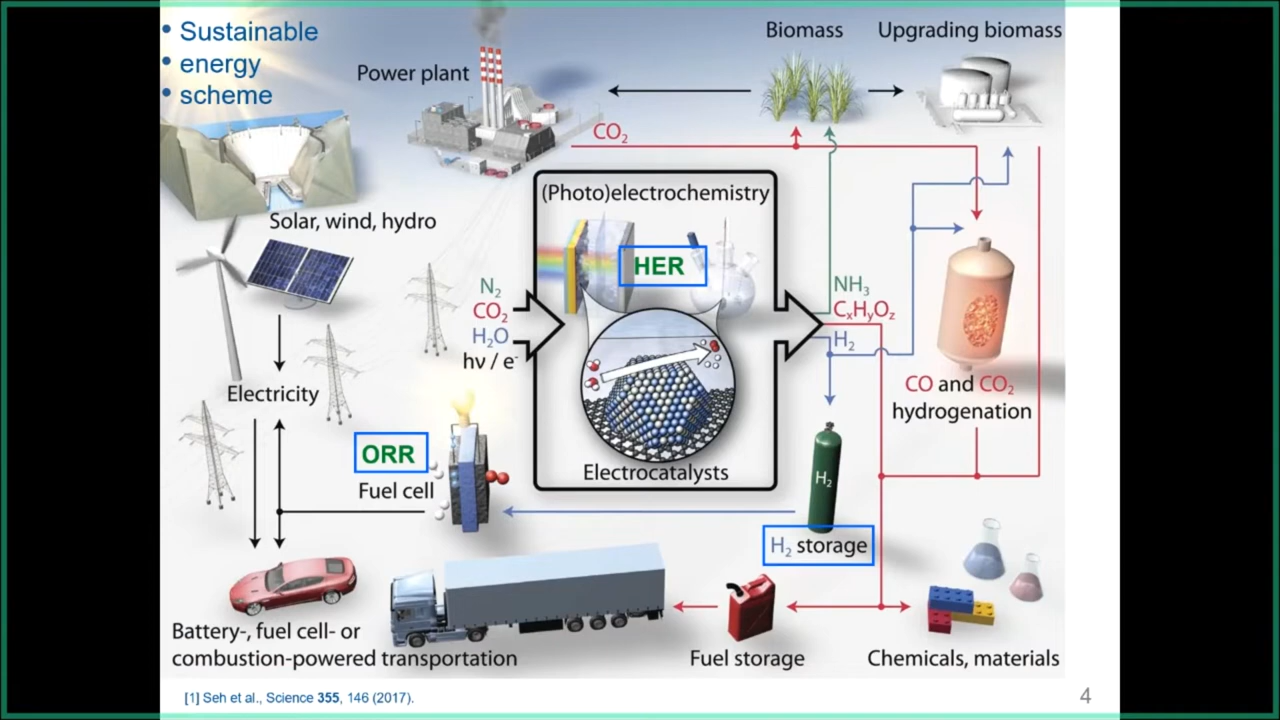 • Sustainable
• energy
• scheme
Power plant
Biomass
Upgrading biomass
CO₂
Solar, wind, hydro
(Photo)electrochemistry
HER
N₂
CO₂
H₂O
hν / e⁻
NH₃
CₓHᵧO_z
H₂
Electricity
CO and CO₂
hydrogenation
ORR
Fuel cell
Electrocatalysts
H₂
H₂ storage
Battery-, fuel cell- or
combustion-powered transportation
Fuel storage
Chemicals, materials
[1] Seh et al., Science 355, 146 (2017).
4